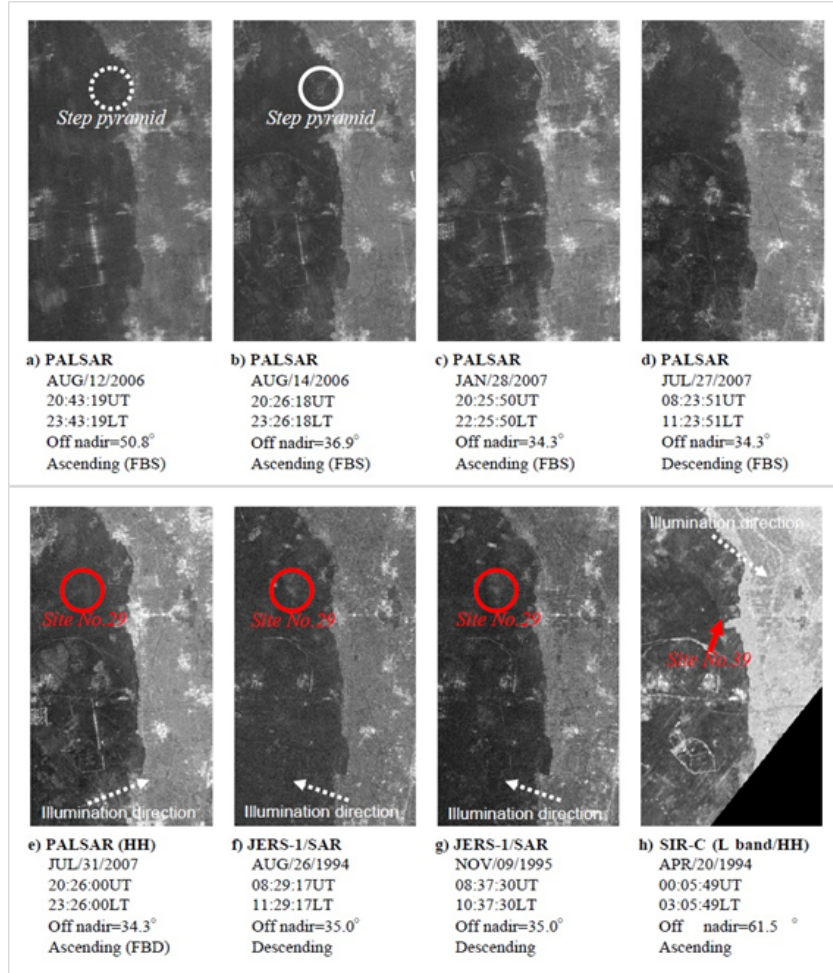 Step pyramid
Step pyramid
a) PALSAR
AUG/12/2006
20:43:19UT
23:43:19LT
Off nadir=50.8°
Ascending (FBS)
b) PALSAR
AUG/14/2006
20:26:18UT
23:26:18LT
Off nadir=36.9°
Ascending (FBS)
c) PALSAR
JAN/28/2007
20:25:50UT
22:25:50LT
Off nadir=34.3°
Ascending (FBS)
d) PALSAR
JUL/27/2007
08:23:51UT
11:23:51LT
Off nadir=34.3°
Descending (FBS)
Site No.29
Illumination direction
Site No.29
Illumination direction
Site No.29
Illumination direction
Illumination direction
Site No.39
e) PALSAR (HH)
JUL/31/2007
20:26:00UT
23:26:00LT
Off nadir=34.3°
Ascending (FBD)
f) JERS-1/SAR
AUG/26/1994
08:29:17UT
11:29:17LT
Off nadir=35.0°
Descending
g) JERS-1/SAR
NOV/09/1995
08:37:30UT
10:37:30LT
Off nadir=35.0°
Descending
h) SIR-C (L band/HH)
APR/20/1994
00:05:49UT
03:05:49LT
Off nadir=61.5 °
Ascending